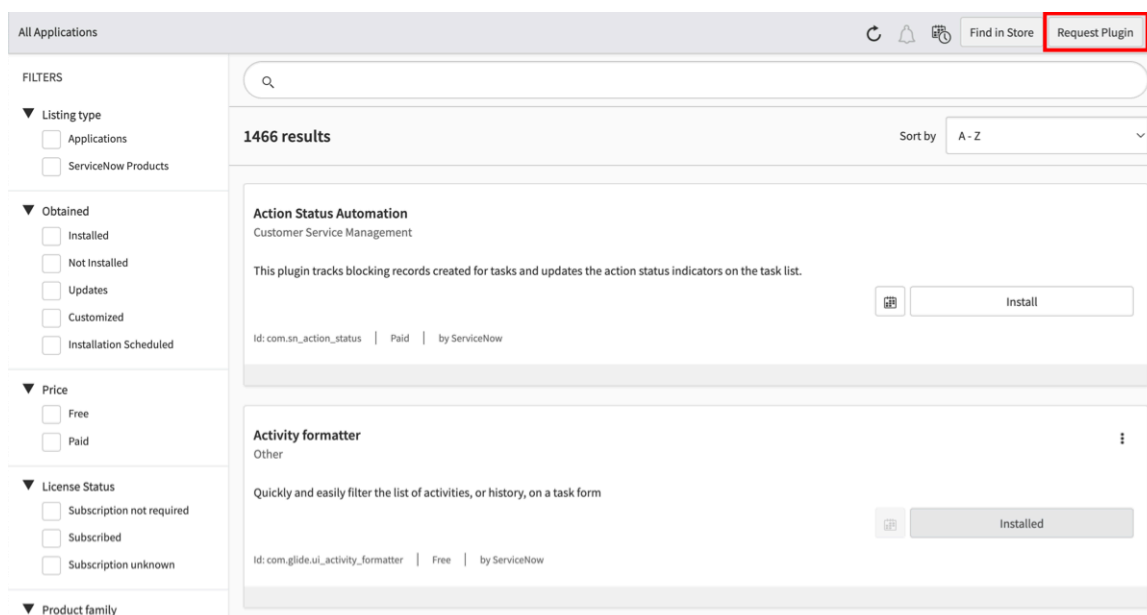 All Applications
Find in Store
Request Plugin
FILTERS
Listing type
Applications
ServiceNow Products
Obtained
Installed
Not Installed
Updates
Customized
Installation Scheduled
Price
Free
Paid
License Status
Subscription not required
Subscribed
Subscription unknown
Product family
1466 results
Sort by
A - Z
Action Status Automation
Customer Service Management
This plugin tracks blocking records created for tasks and updates the action status indicators on the task list.
Install
Id: com.sn_action_status | Paid | by ServiceNow
Activity formatter
Other
Quickly and easily filter the list of activities, or history, on a task form
Installed
Id: com.glide.ui_activity_formatter | Free | by ServiceNow